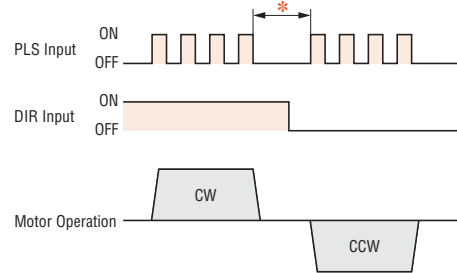 *
PLS Input
ON
OFF
DIR Input
ON
OFF
Motor Operation
CW
CCW